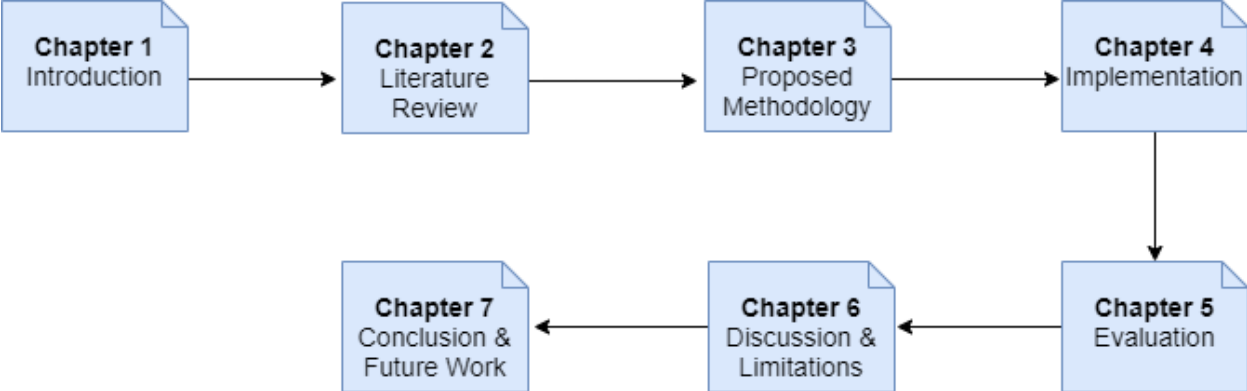 Chapter 1
Introduction
Chapter 2
Literature
Review
Chapter 3
Proposed
Methodology
Chapter 4
Implementation
Chapter 5
Evaluation
Chapter 6
Discussion &
Limitations
Chapter 7
Conclusion &
Future Work